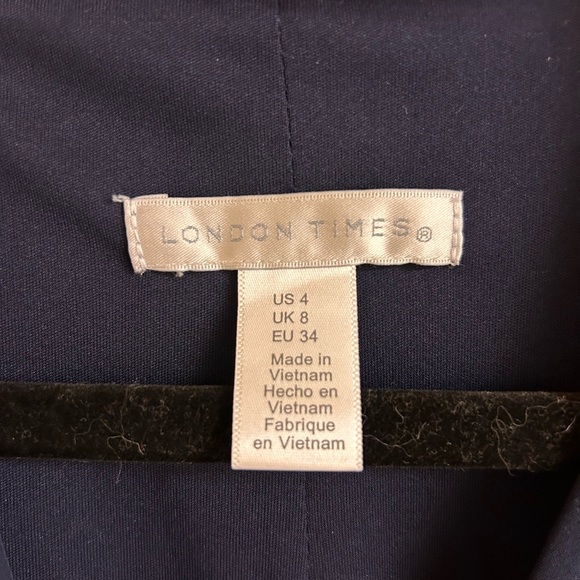 LONDON TIMES®
US 4
UK 8
EU 34
Made in
Vietnam
Hecho en
Vietnam
Fabrique
en Vietnam